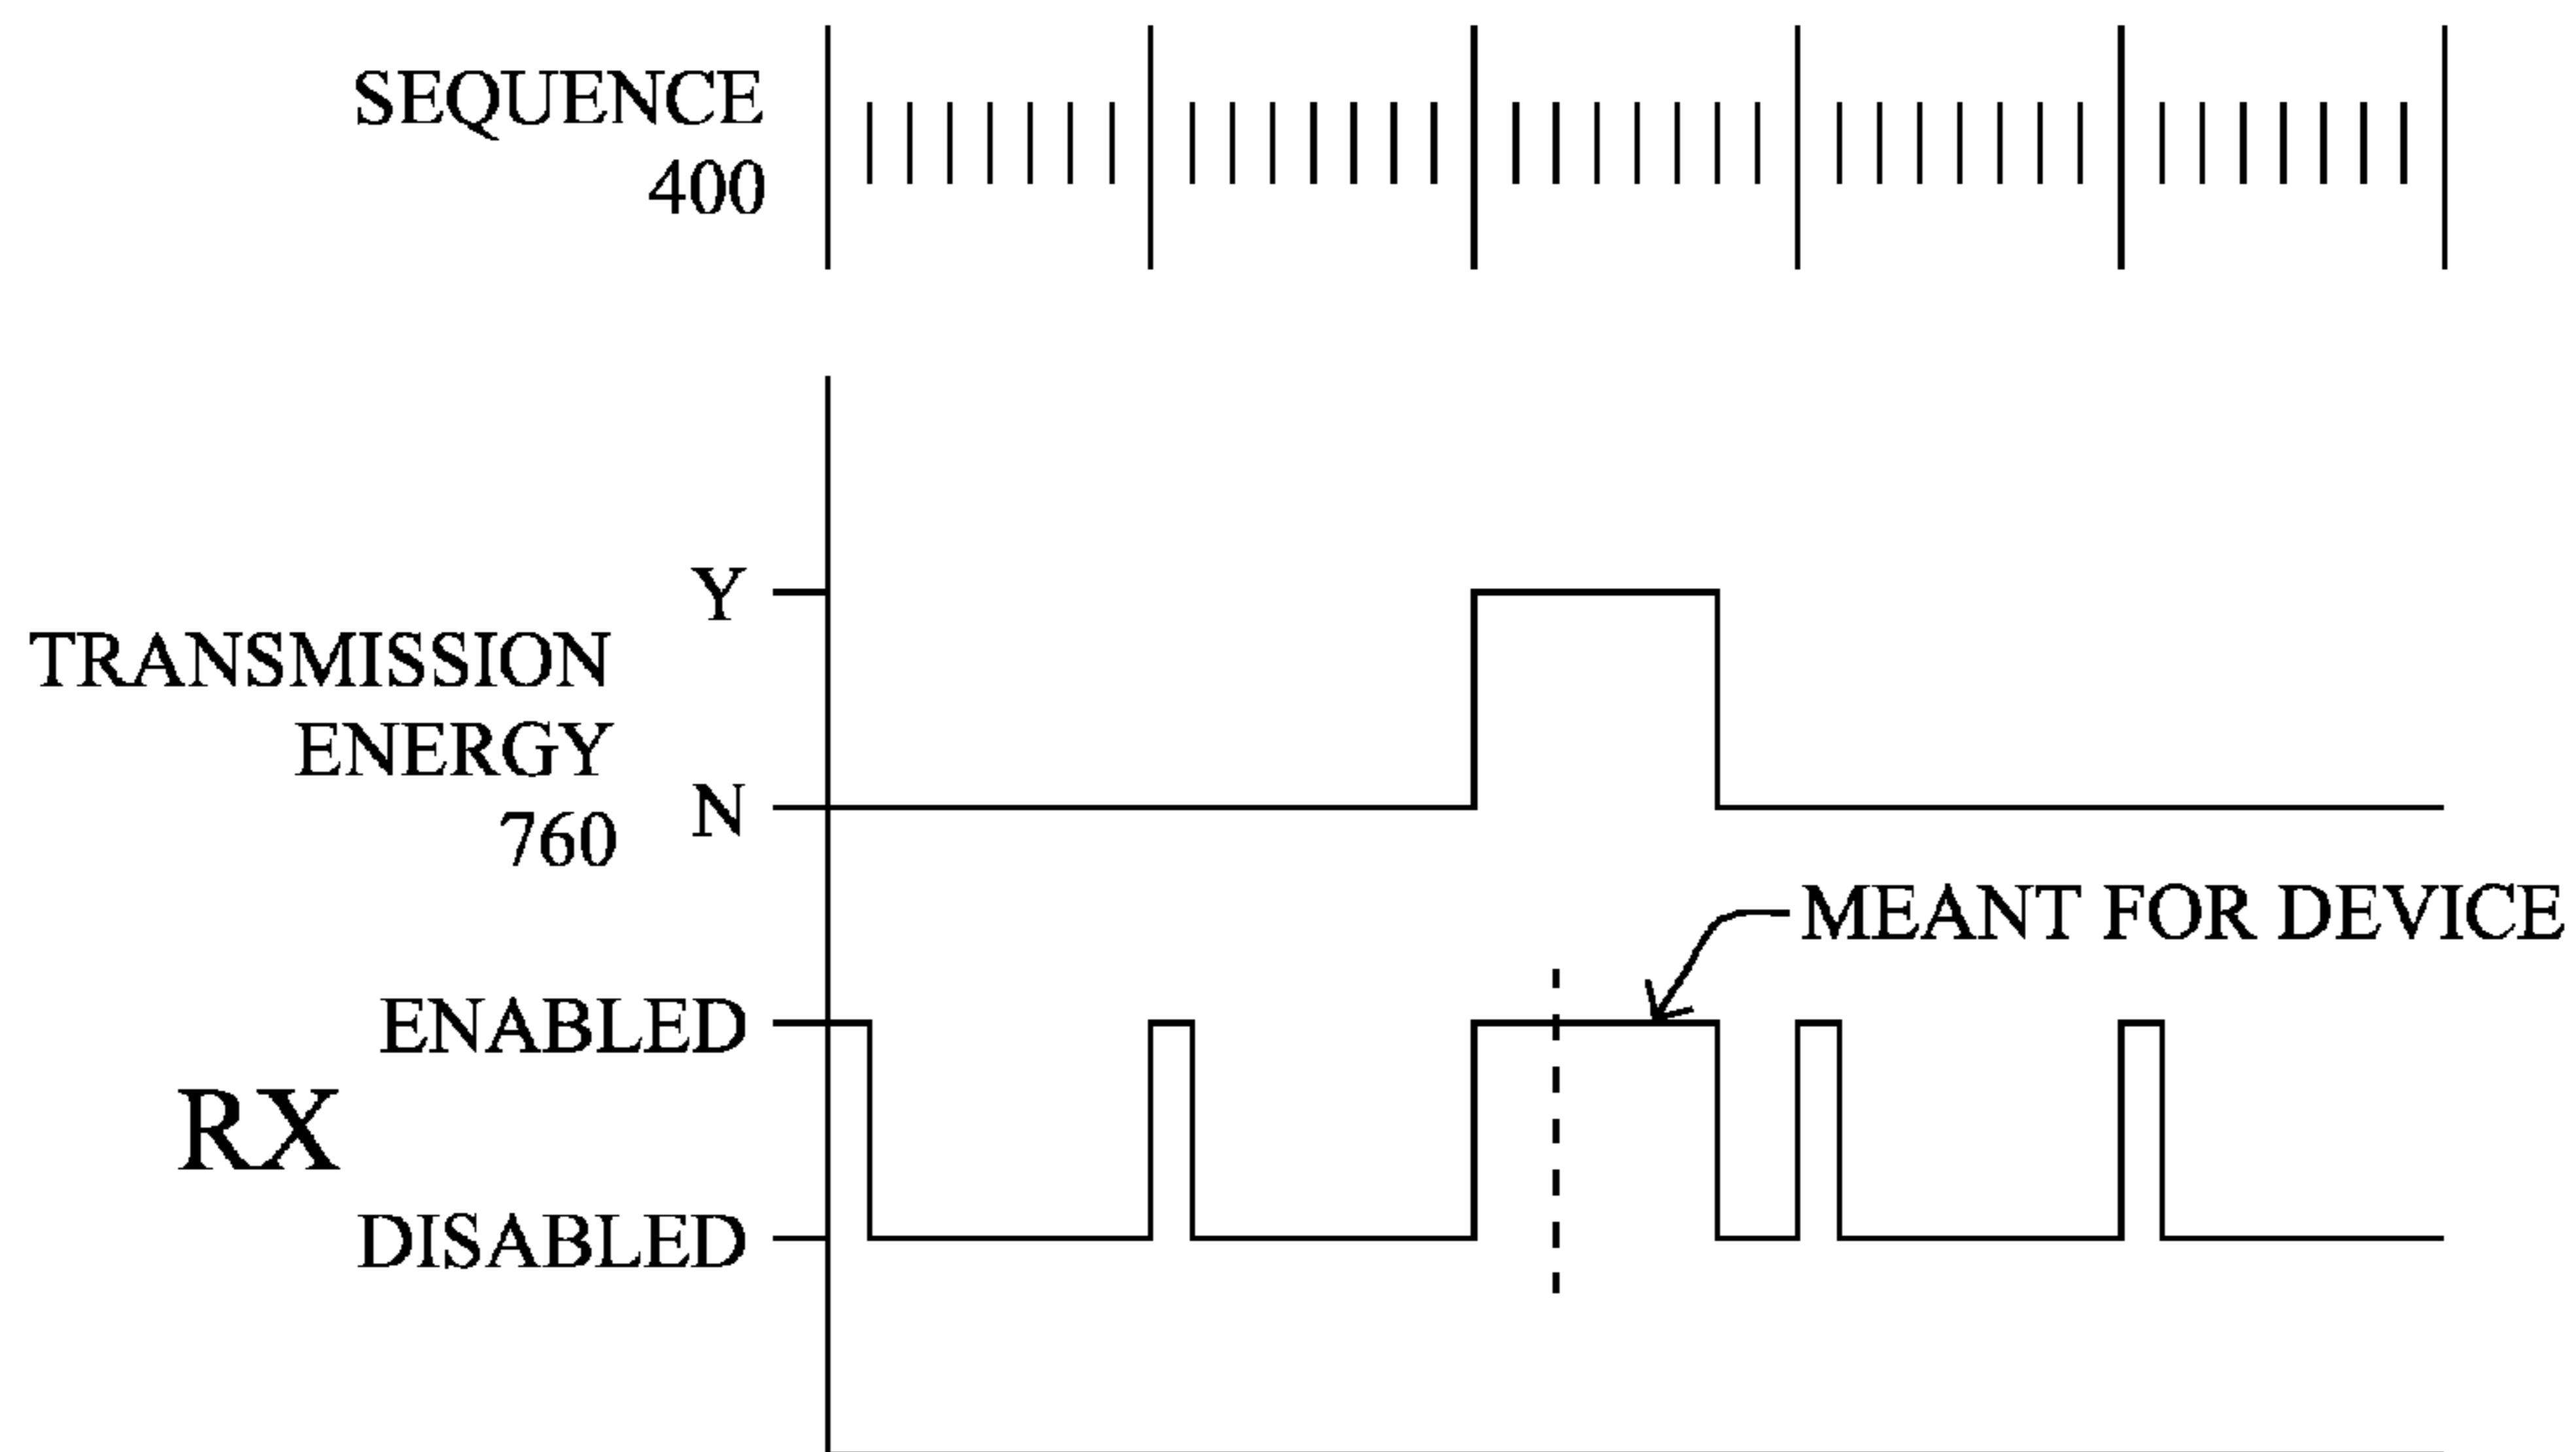 SEQUENCE
400
Y
TRANSMISSION
ENERGY
760
N
MEANT FOR DEVICE
ENABLED
RX
DISABLED